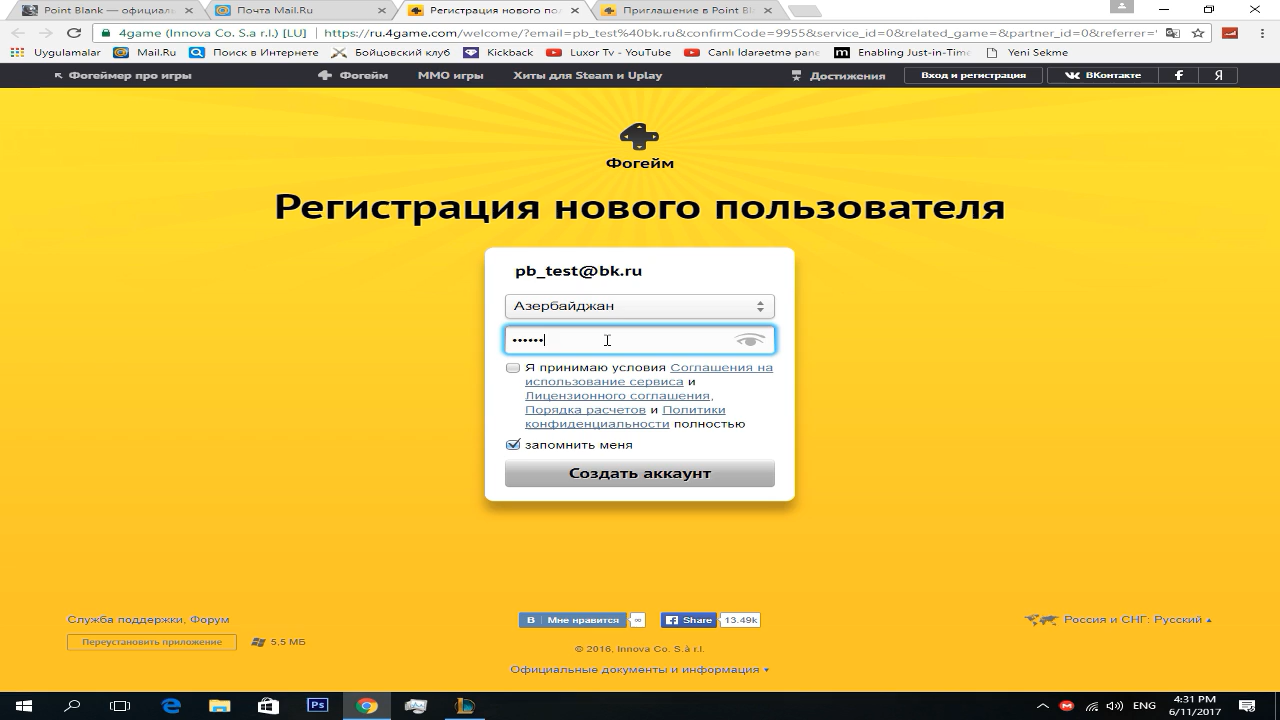 Point Blank — официаль
Почта Mail.Ru
Регистрация нового пол
Приглашение в Point Bl
4game (Innova Co. S.a r.l.) [LU]
https://ru.4game.com/welcome/?email=pb_test%40bk.ru&confirmCode=9955&service_id=0&related_game=&partner_id=0&referrer=
Uygulamalar
Mail.Ru
Поиск в Интернете
Бойцовский клуб
Kickback
Luxor Tv - YouTube
Canlı İdarəetmə pane
Enabling Just-in-Time
Yeni Sekme
Фогеймер про игры
Фогейм
ММО игры
Хиты для Steam и Uplay
Достижения
Вход и регистрация
ВКонтакте
f
Я
Фогейм
Регистрация нового пользователя
pb_test@bk.ru
Азербайджан
••••••
Я принимаю условия Соглашения на
использование сервиса и
Лицензионного соглашения,
Порядка расчетов и Политики
конфиденциальности полностью
запомнить меня
Создать аккаунт
Служба поддержки, Форум
Переустановить приложение
5,5 МБ
В Мне нравится ∞
Share 13.49k
Россия и СНГ: Русский
© 2016, Innova Co. S.à r.l.
Официальные документы и информация
Ps
ENG
4:31 PM
6/11/2017